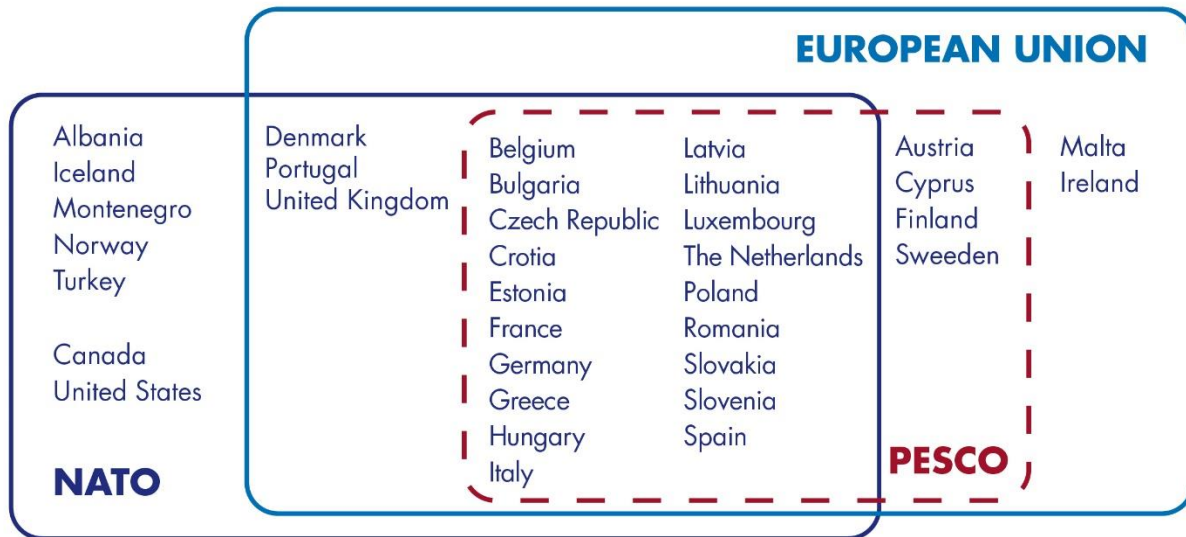 EUROPEAN UNION
Albania
Iceland
Montenegro
Norway
Turkey
Canada
United States
NATO
Denmark
Portugal
United Kingdom
Belgium
Bulgaria
Czech Republic
Crotia
Estonia
France
Germany
Greece
Hungary
Italy
Latvia
Lithuania
Luxembourg
The Netherlands
Poland
Romania
Slovakia
Slovenia
Spain
Austria
Cyprus
Finland
Sweeden
PESCO
Malta
Ireland